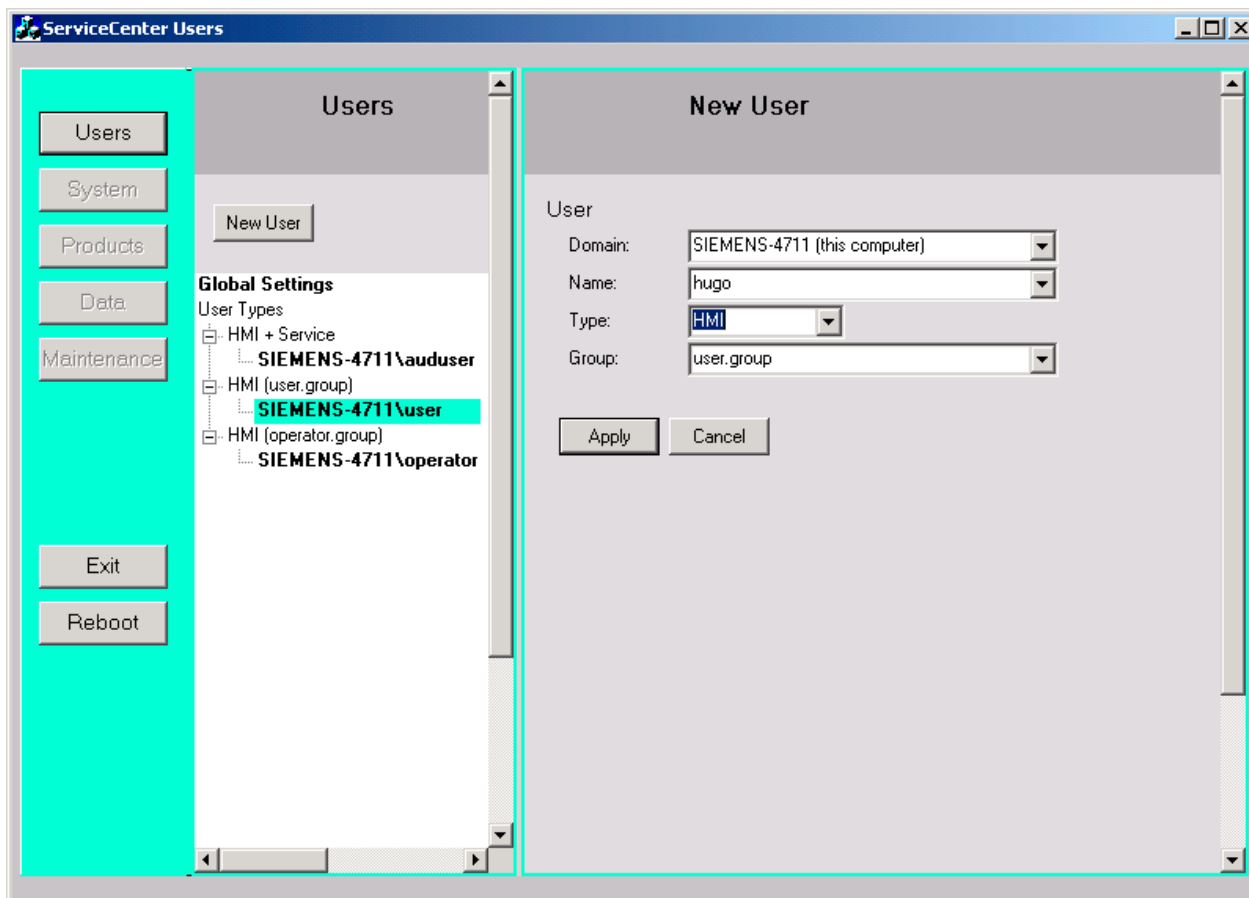 ServiceCenter Users
Users
System
Products
Data
Maintenance
Exit
Reboot
Users
New User
Global Settings
User Types
HMI + Service
SIEMENS-4711\auduser
HMI (user.group)
SIEMENS-4711\user
HMI (operator.group)
SIEMENS-4711\operator
New User
User
Domain: SIEMENS-4711 (this computer)
Name: hugo
Type: HMI
Group: user.group
Apply Cancel